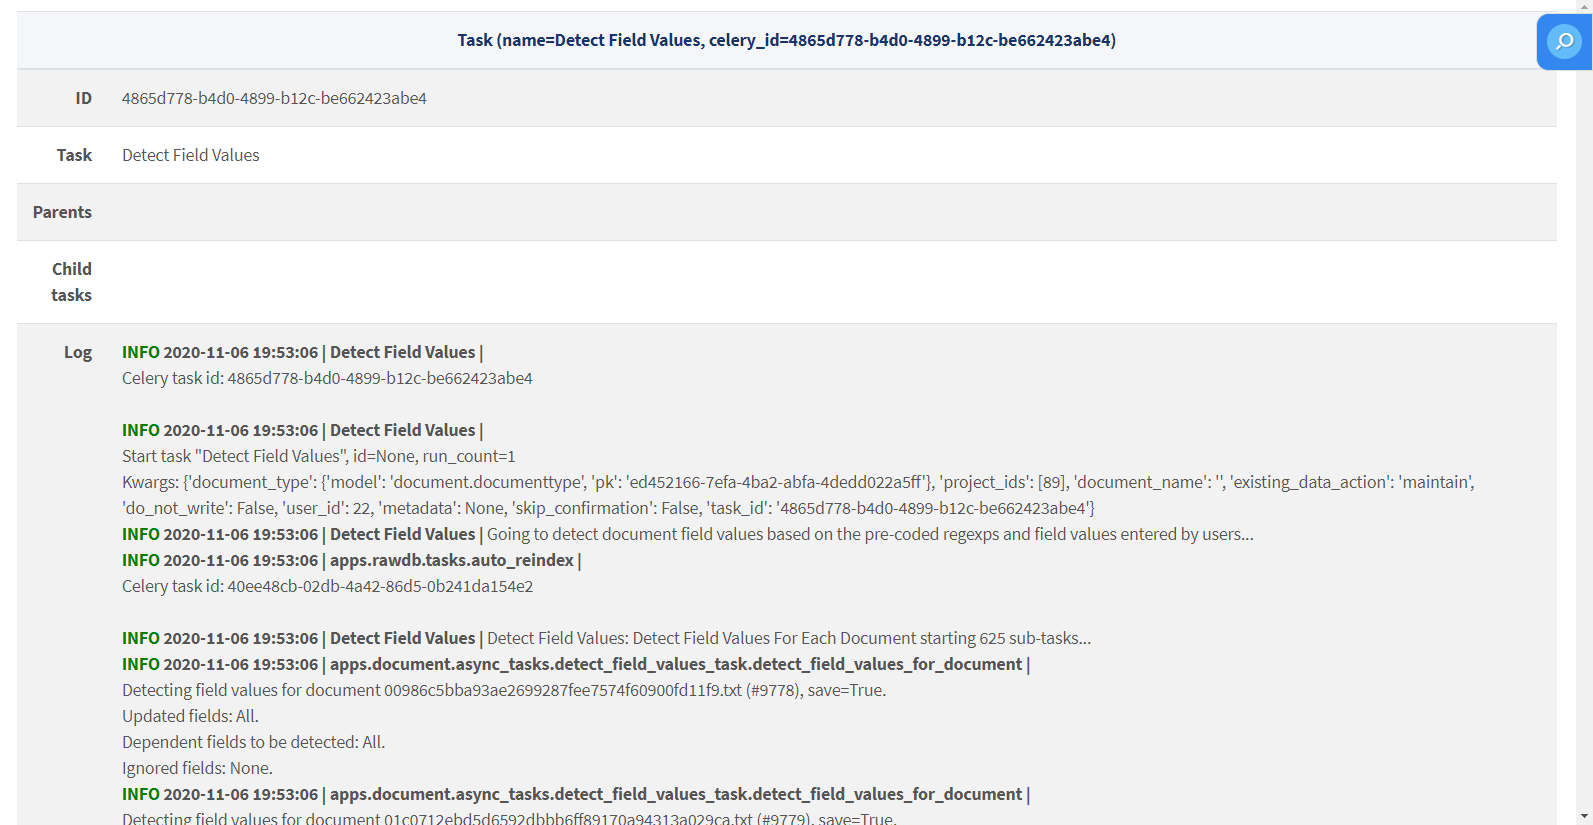 Task (name=Detect Field Values, celery_id=4865d778-b4d0-4899-b12c-be662423abe4)
ID 4865d778-b4d0-4899-b12c-be662423abe4
Task Detect Field Values
Parents
Child
tasks
Log INFO 2020-11-06 19:53:06 | Detect Field Values |
Celery task id: 4865d778-b4d0-4899-b12c-be662423abe4
INFO 2020-11-06 19:53:06 | Detect Field Values |
Start task "Detect Field Values", id=None, run_count=1
Kwargs: {'document_type': {'model': 'document.documenttype', 'pk': 'ed452166-7efa-4ba2-abfa-4dedd022a5ff'}, 'project_ids': [89], 'document_name': '', 'existing_data_action': 'maintain',
'do_not_write': False, 'user_id': 22, 'metadata': None, 'skip_confirmation': False, 'task_id': '4865d778-b4d0-4899-b12c-be662423abe4'}
INFO 2020-11-06 19:53:06 | Detect Field Values | Going to detect document field values based on the pre-coded regexps and field values entered by users...
INFO 2020-11-06 19:53:06 | apps.rawdb.tasks.auto_reindex |
Celery task id: 40ee48cb-02db-4a42-86d5-0b241da154e2
INFO 2020-11-06 19:53:06 | Detect Field Values | Detect Field Values: Detect Field Values For Each Document starting 625 sub-tasks...
INFO 2020-11-06 19:53:06 | apps.document.async_tasks.detect_field_values_task.detect_field_values_for_document |
Detecting field values for document 00986c5bba93ae2699287fee7574f60900fd11f9.txt (#9778), save=True.
Updated fields: All.
Dependent fields to be detected: All.
Ignored fields: None.
INFO 2020-11-06 19:53:06 | apps.document.async_tasks.detect_field_values_task.detect_field_values_for_document |
Detecting field values for document 01c0712ebd5d6592dbbb6ff89170a94313a029ca.txt (#9779), save=True.